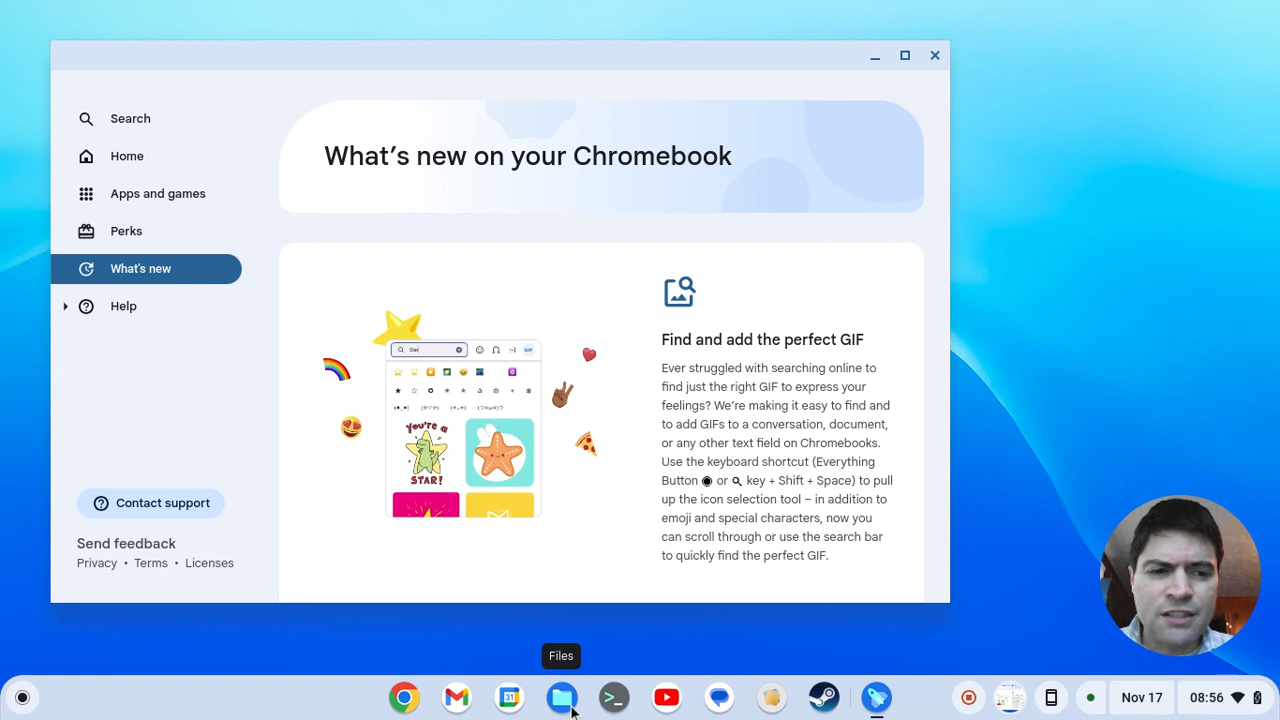 Search
Home
Apps and games
Perks
What's new
Help
Contact support
Send feedback
Privacy • Terms • Licenses
What's new on your Chromebook
Star
:-)
GIF
You're a
STAR!
Find and add the perfect GIF
Ever struggled with searching online to
find just the right GIF to express your
feelings? We're making it easy to find and
to add GIFs to a conversation, document,
or any other text field on Chromebooks.
Use the keyboard shortcut (Everything
Button or key + Shift + Space) to pull
up the icon selection tool – in addition to
emoji and special characters, now you
can scroll through or use the search bar
to quickly find the perfect GIF.
Files
31
>_
Nov 17
08:56